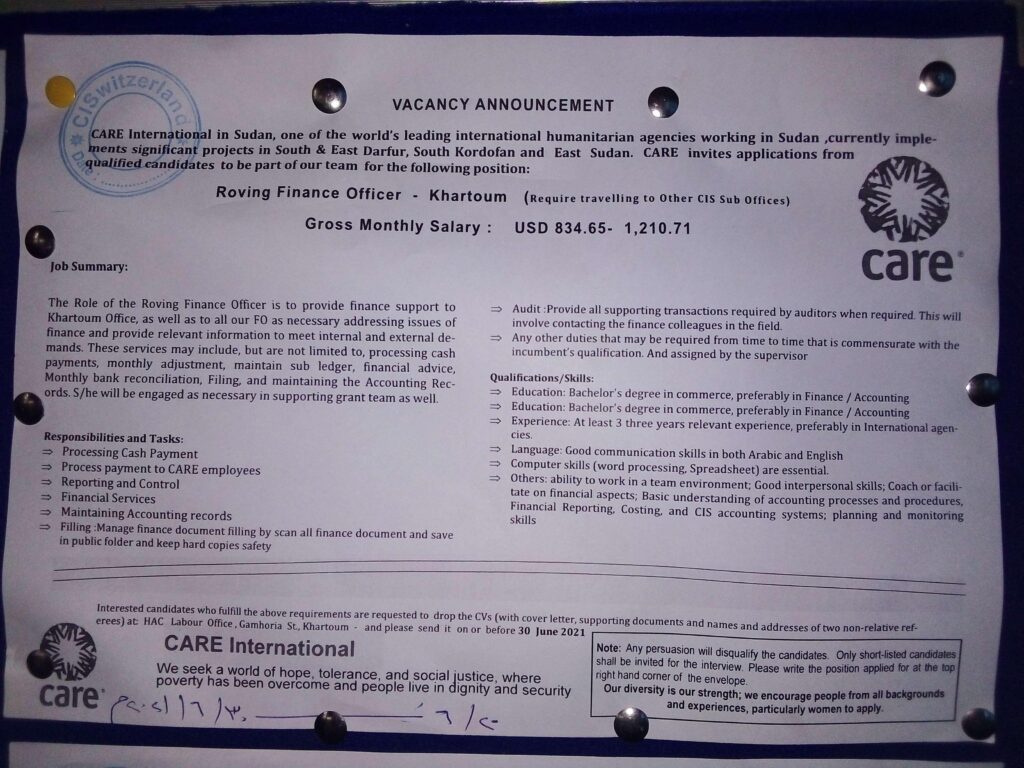 CISwitzerland
Date
VACANCY ANNOUNCEMENT
CARE International in Sudan, one of the world's leading international humanitarian agencies working in Sudan ,currently imple-
ments significant projects in South & East Darfur, South Kordofan and East Sudan. CARE invites applications from
qualified candidates to be part of our team for the following position:
Roving Finance Officer - Khartoum (Require travelling to Other CIS Sub Offices)
Gross Monthly Salary : USD 834.65- 1,210.71
care
Job Summary:
The Role of the Roving Finance Officer is to provide finance support to
Khartoum Office, as well as to all our FO as necessary addressing issues of
finance and provide relevant information to meet internal and external de-
mands. These services may include, but are not limited to, processing cash
payments, monthly adjustment, maintain sub ledger, financial advice,
Monthly bank reconciliation, Filing, and maintaining the Accounting Rec-
ords. S/he will be engaged as necessary in supporting grant team as well.
Responsibilities and Tasks:
⇒ Processing Cash Payment
⇒ Process payment to CARE employees
⇒ Reporting and Control
⇒ Financial Services
⇒ Maintaining Accounting records
⇒ Filling :Manage finance document filling by scan all finance document and save
in public folder and keep hard copies safety
⇒ Audit :Provide all supporting transactions required by auditors when required. This will
involve contacting the finance colleagues in the field.
⇒ Any other duties that may be required from time to time that is commensurate with the
incumbent's qualification. And assigned by the supervisor
Qualifications/Skills:
⇒ Education: Bachelor's degree in commerce, preferably in Finance / Accounting
⇒ Education: Bachelor's degree in commerce, preferably in Finance / Accounting
⇒ Experience: At least 3 three years relevant experience, preferably in International agen-
cies.
⇒ Language: Good communication skills in both Arabic and English
⇒ Computer skills (word processing, Spreadsheet) are essential.
⇒ Others: ability to work in a team environment; Good interpersonal skills; Coach or facili-
tate on financial aspects; Basic understanding of accounting processes and procedures,
Financial Reporting, Costing, and CIS accounting systems; planning and monitoring
skills
Interested candidates who fulfill the above requirements are requested to drop the CVs (with cover letter, supporting documents and names and addresses of two non-relative ref-
erees) at: HAC Labour Office, Gamhoria St., Khartoum - and please send it on or before 30 June 2021
care
CARE International
We seek a world of hope, tolerance, and social justice, where
poverty has been overcome and people live in dignity and security
Note: Any persuasion will disqualify the candidates. Only short-listed candidates
shall be invited for the interview. Please write the position applied for at the top
right hand corner of the envelope.
Our diversity is our strength; we encourage people from all backgrounds
and experiences, particularly women to apply.